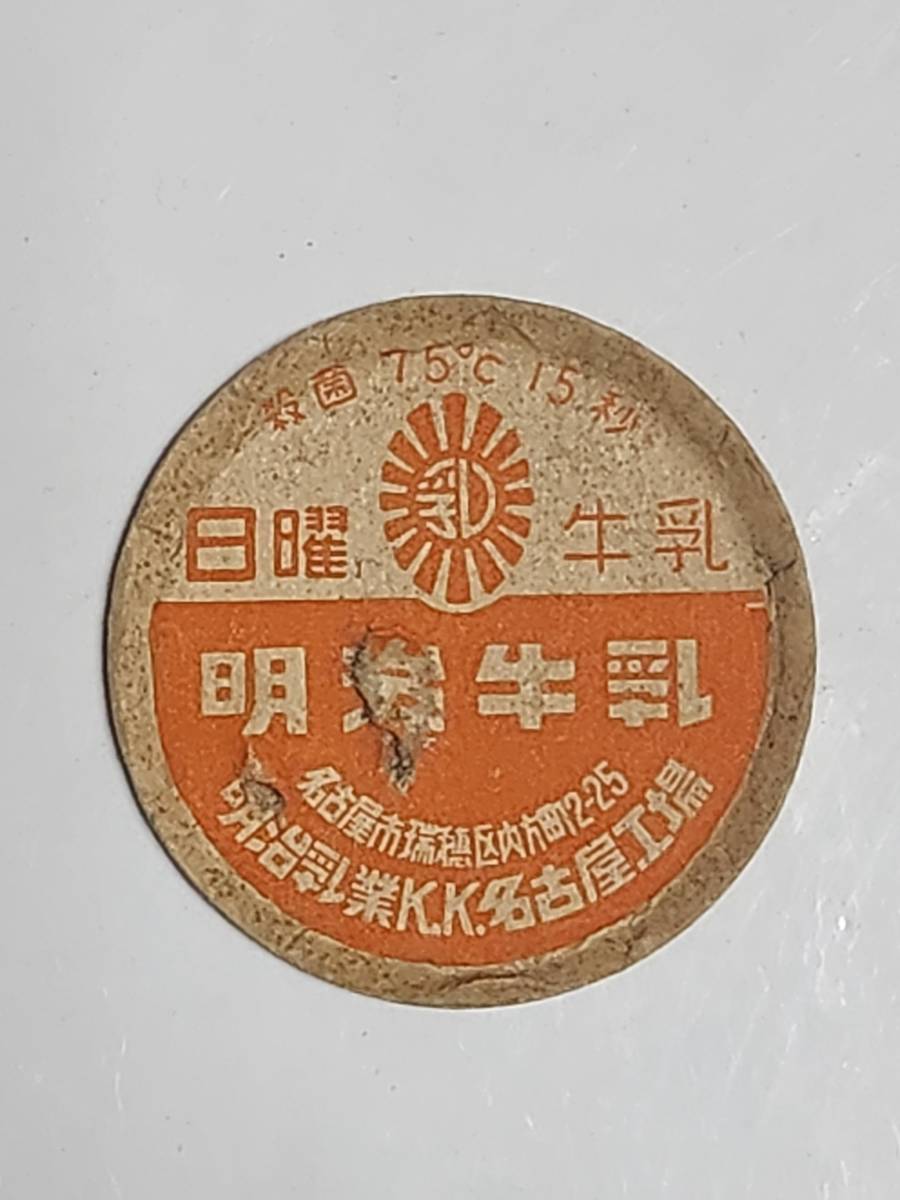 殺菌 75°C 15秒
乳
日曜 牛乳
明
名古屋市瑞穂区内方町2-25
明治乳業K.K.名古屋工場